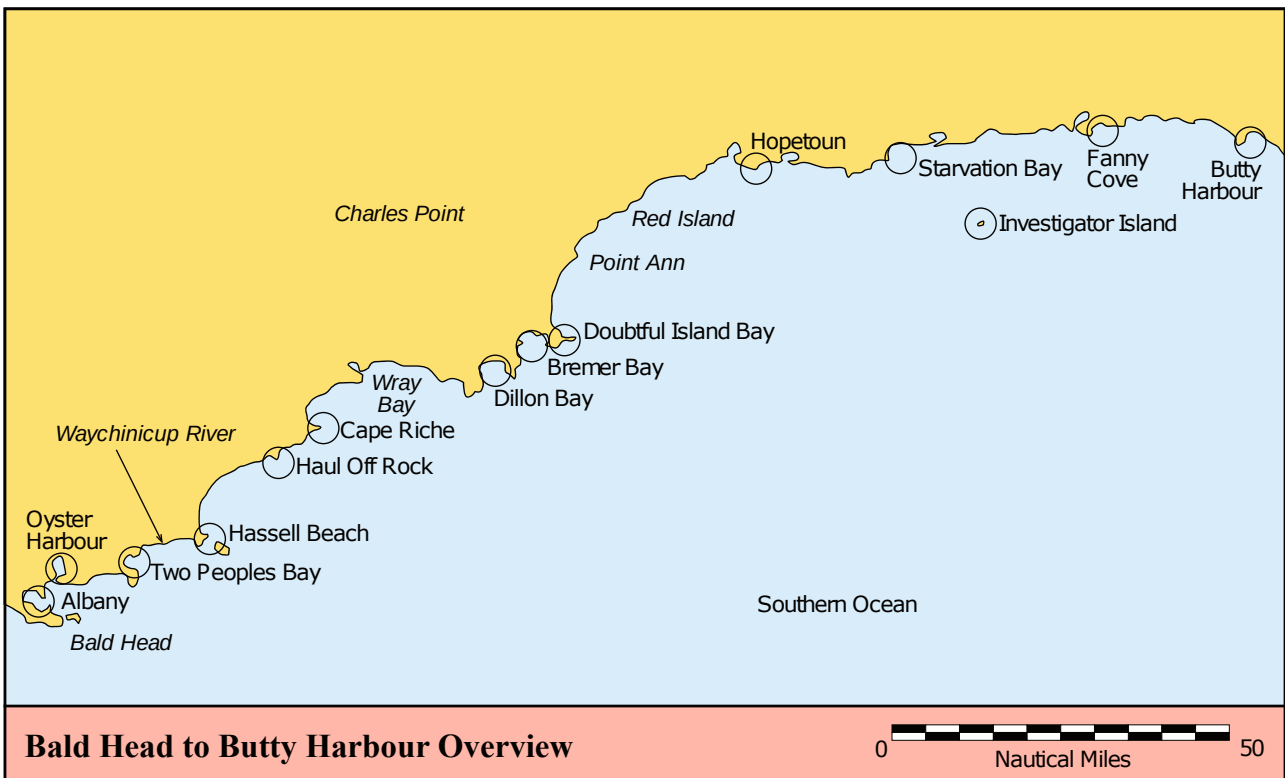 Hopetoun
Starvation Bay
Fanny
Cove
Butty
Harbour
Charles Point
Red Island
Investigator Island
Point Ann
Doubtful Island Bay
Bremer Bay
Wray
Bay
Dillon Bay
Waychinicup River
Cape Riche
Haul Off Rock
Oyster
Harbour
Hassell Beach
Two Peoples Bay
Albany
Southern Ocean
Bald Head
Bald Head to Butty Harbour Overview
0
50
Nautical Miles